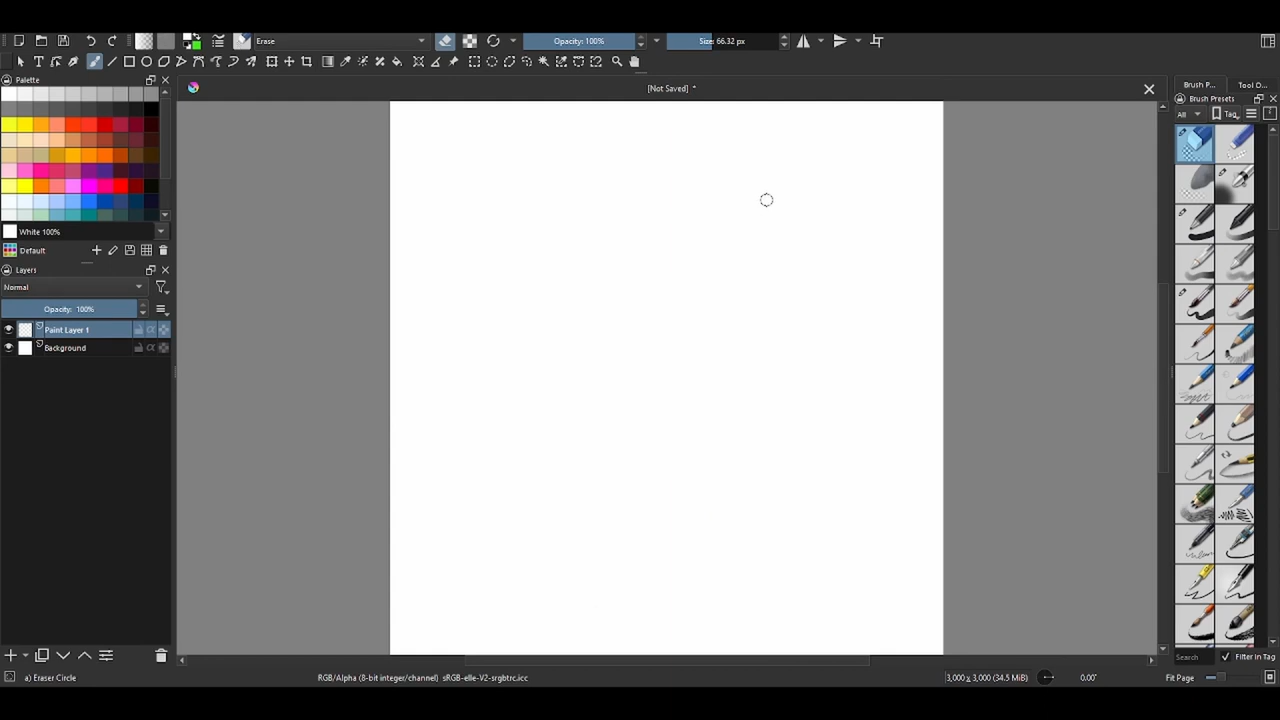 Erase
Opacity: 100%
Size: 66.32 px
Palette
[Not Saved] *
Brush P...
Tool O...
Brush Presets
All
Tag
White 100%
Default
Layers
Normal
Opacity: 100%
Paint Layer 1
Background
Search
Filter in Tag
a) Eraser Circle
RGB/Alpha (8-bit integer/channel) sRGB-elle-V2-srgbtrc.icc
3,000 x 3,000 (34.5 MiB)
0.00°
Fit Page